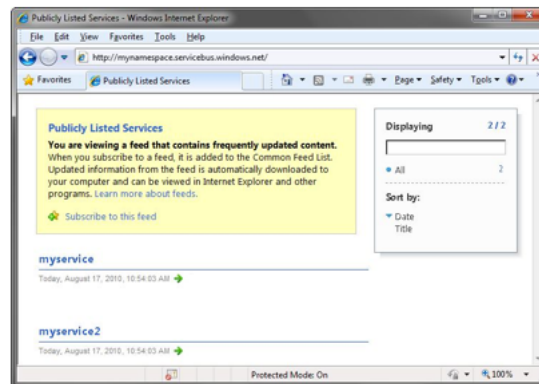 Publicly Listed Services - Windows Internet Explorer
File Edit View Favorites Tools Help
http://mynamespace.servicebus.windows.net/
Favorites Publicly Listed Services Page Safety Tools
Publicly Listed Services
You are viewing a feed that contains frequently updated content.
When you subscribe to a feed, it is added to the Common Feed List.
Updated information from the feed is automatically downloaded to
your computer and can be viewed in Internet Explorer and other
programs. Learn more about feeds.
Subscribe to this feed
Displaying 2 / 2
All 2
Sort by:
Date
Title
myservice
Today, August 17, 2010, 10:54:03 AM
myservice2
Today, August 17, 2010, 10:54:03 AM
Protected Mode: On 100%